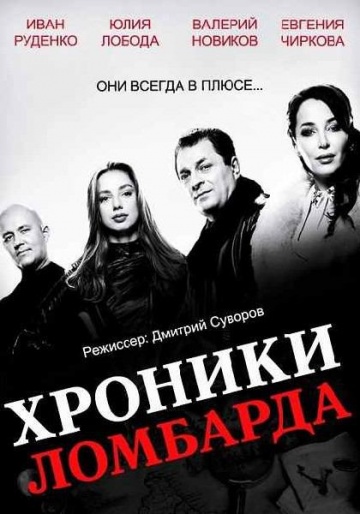 ИВАН ЮЛИЯ ВАЛЕРИЙ ЕВГЕНИЯ
РУДЕНКО ЛОБОДА НОВИКОВ ЧИРКОВА
ОНИ ВСЕГДА В ПЛЮСЕ...
Режиссер: Дмитрий Суворов
ХРОНИКИ
ЛОМБАРДА